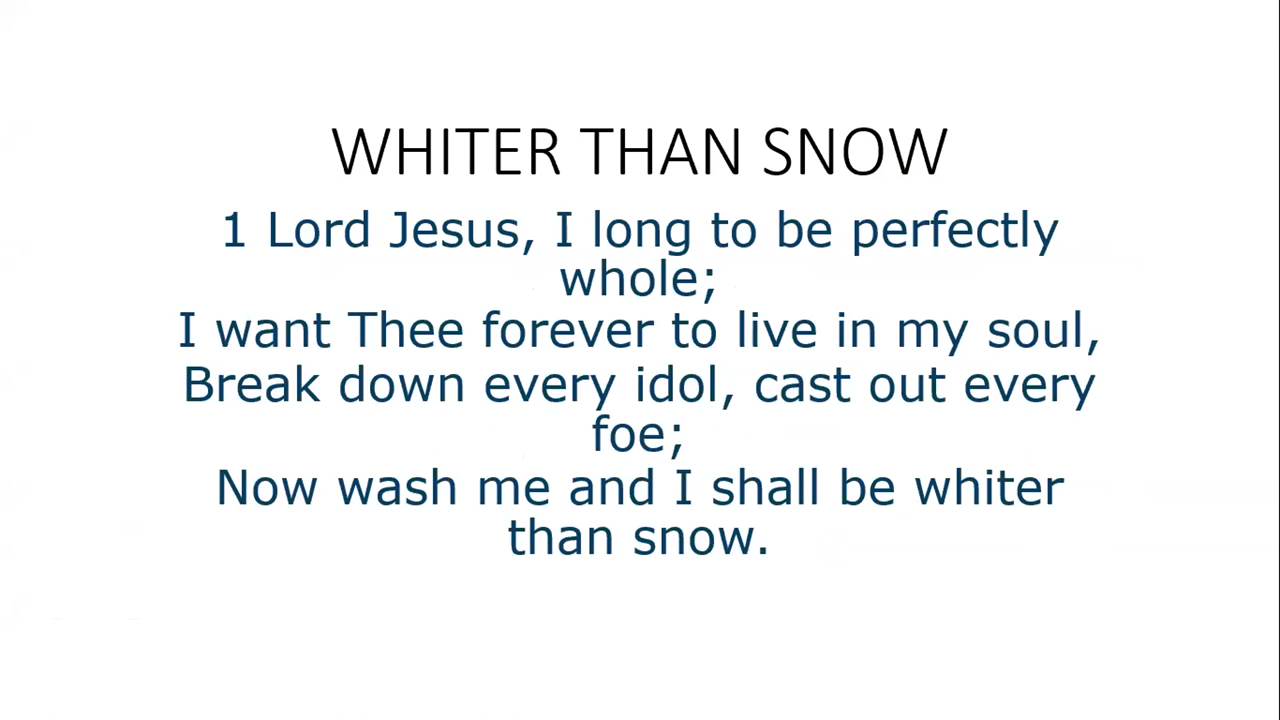 WHITER THAN SNOW
1 Lord Jesus, I long to be perfectly
whole;
I want Thee forever to live in my soul,
Break down every idol, cast out every
foe;
Now wash me and I shall be whiter
than snow.